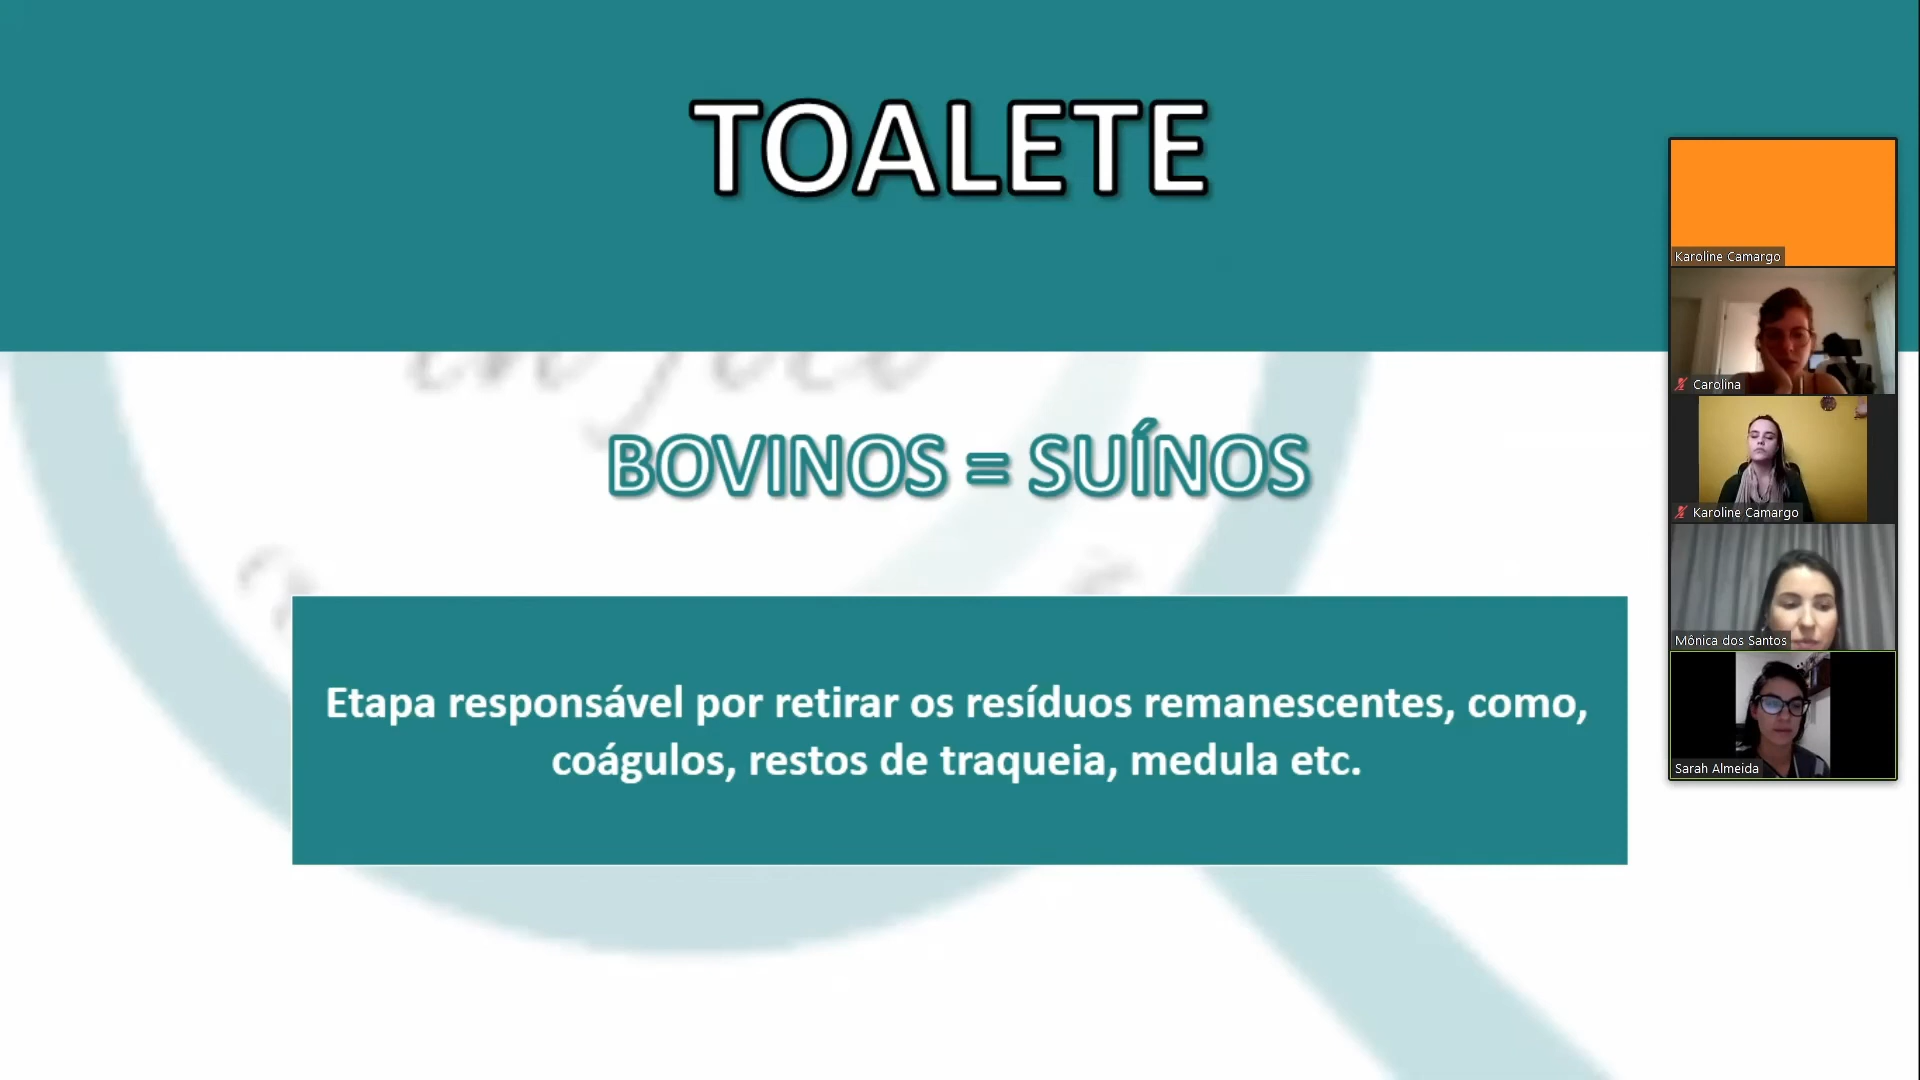 TOALETE
BOVINOS = SUÍNOS
Etapa responsável por retirar os resíduos remanescentes, como,
coágulos, restos de traqueia, medula etc.
Karoline Camargo
Carolina
Karoline Camargo
Mônica dos Santos
Sarah Almeida